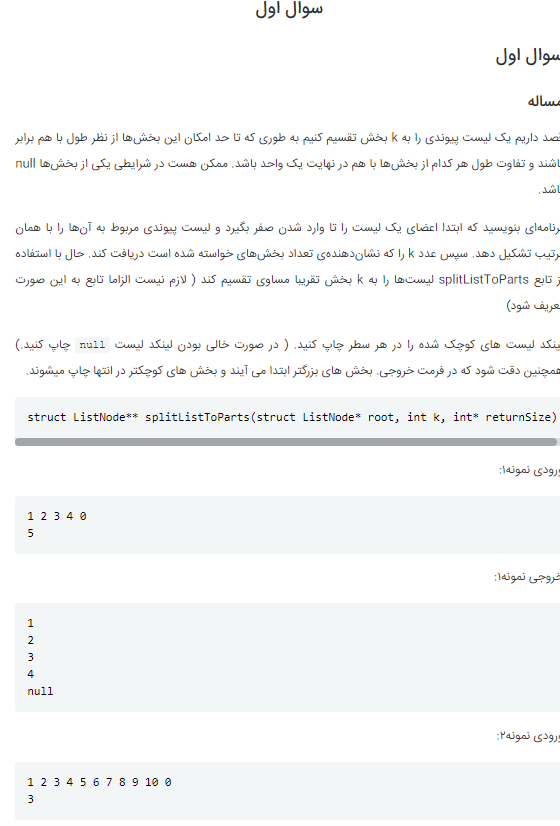 سوال اول
سوال اول
مساله
قصد داریم یک لیست پیوندی را به k بخش تقسیم کنیم به طوری که تا حد امکان این بخش‌ها از نظر طول با هم برابر
باشند و تفاوت طول هر کدام از بخش‌ها با هم در نهایت یک واحد باشد. ممکن هست در شرایطی یکی از بخش‌ها null
باشد.
برنامه‌ای بنویسید که ابتدا اعضای یک لیست را تا وارد شدن صفر بگیرد و لیست پیوندی مربوط به آن‌ها را با همان
ترتیب تشکیل دهد. سپس عدد k را که نشان‌دهنده‌ی تعداد بخش‌های خواسته شده است دریافت کند. حال با استفاده
از تابع splitListToParts لیست‌ها را به k بخش تقریبا مساوی تقسیم کند ( لازم نیست الزاما تابع به این صورت
تعریف شود)
لینکد لیست های کوچک شده را در هر سطر چاپ کنید. ( در صورت خالی بودن لینکد لیست null چاپ کنید.)
همچنین دقت شود که در فرمت خروجی. بخش های بزرگتر ابتدا می آیند و بخش های کوچکتر در انتها چاپ میشوند.
struct ListNode** splitListToParts(struct ListNode* root, int k, int* returnSize)
ورودی نمونه۱:
1 2 3 4 0
5
خروجی نمونه۱:
1
2
3
4
null
ورودی نمونه۲:
1 2 3 4 5 6 7 8 9 10 0
3